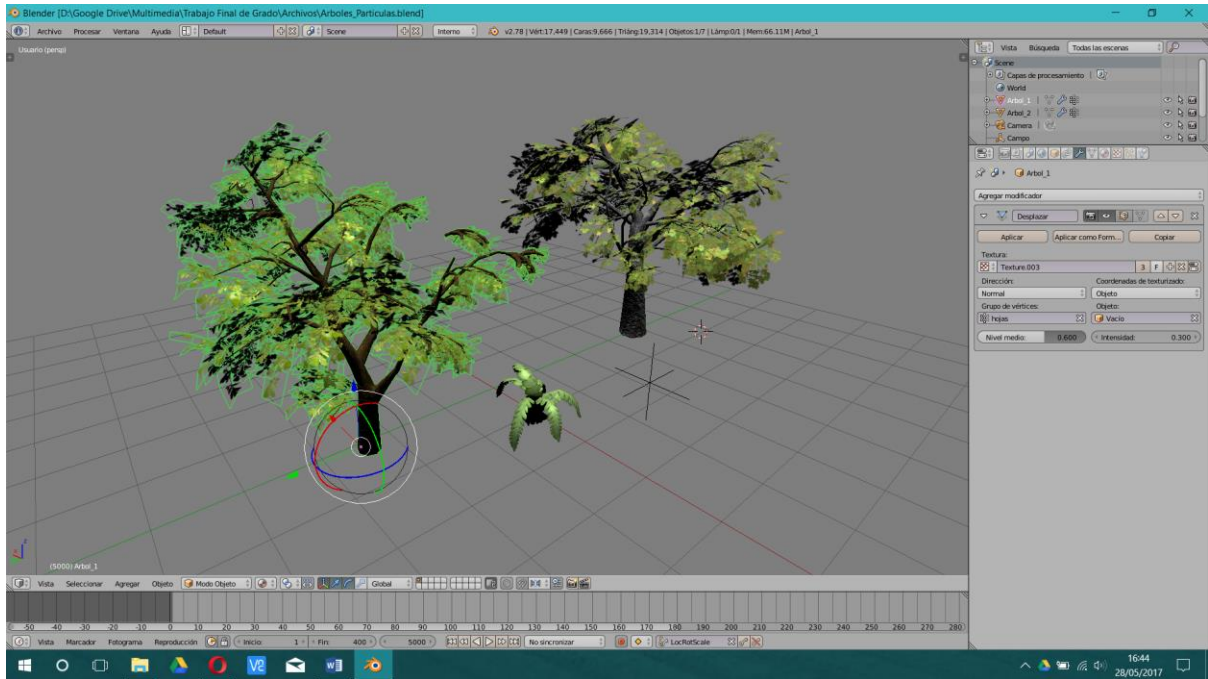 Blender [D:\Google Drive\Multimedia\Trabajo Final de Grado\Archivos\Arboles_Particulas.blend]
Archivo Procesar Ventana Ayuda Default Scene Interno v2.78 | Vért:17,449 | Caras:9,666 | Triáng:19,314 | Objetos:1/7 | Lámp:0/1 | Mem:66.11M | Arbol_1
Usuario (persp)
Vista Búsqueda Todas las escenas
Scene
Capas de procesamiento
World
Arbol_1
Arbol_2
Camera
Campo
Arbol_1
Agregar modificador
Desplazar
Aplicar Aplicar como Form... Copiar
Textura:
Texture.003 3 F
Dirección: Coordenadas de texturizado:
Normal Objeto
Grupo de vértices: Objeto:
hojas Vacío
Nivel medio: 0.600 Intensidad: 0.300
(5000) Arbol_1
Vista Seleccionar Agregar Objeto Modo Objeto Global
-50 -40 -30 -20 -10 0 10 20 30 40 50 60 70 80 90 100 110 120 130 140 150 160 170 180 190 200 210 220 230 240 250 260 270 280
Vista Marcador Fotograma Reproducción Inicio: 1 Fin: 400 5000 No sincronizar LocRotScale
16:44
28/05/2017